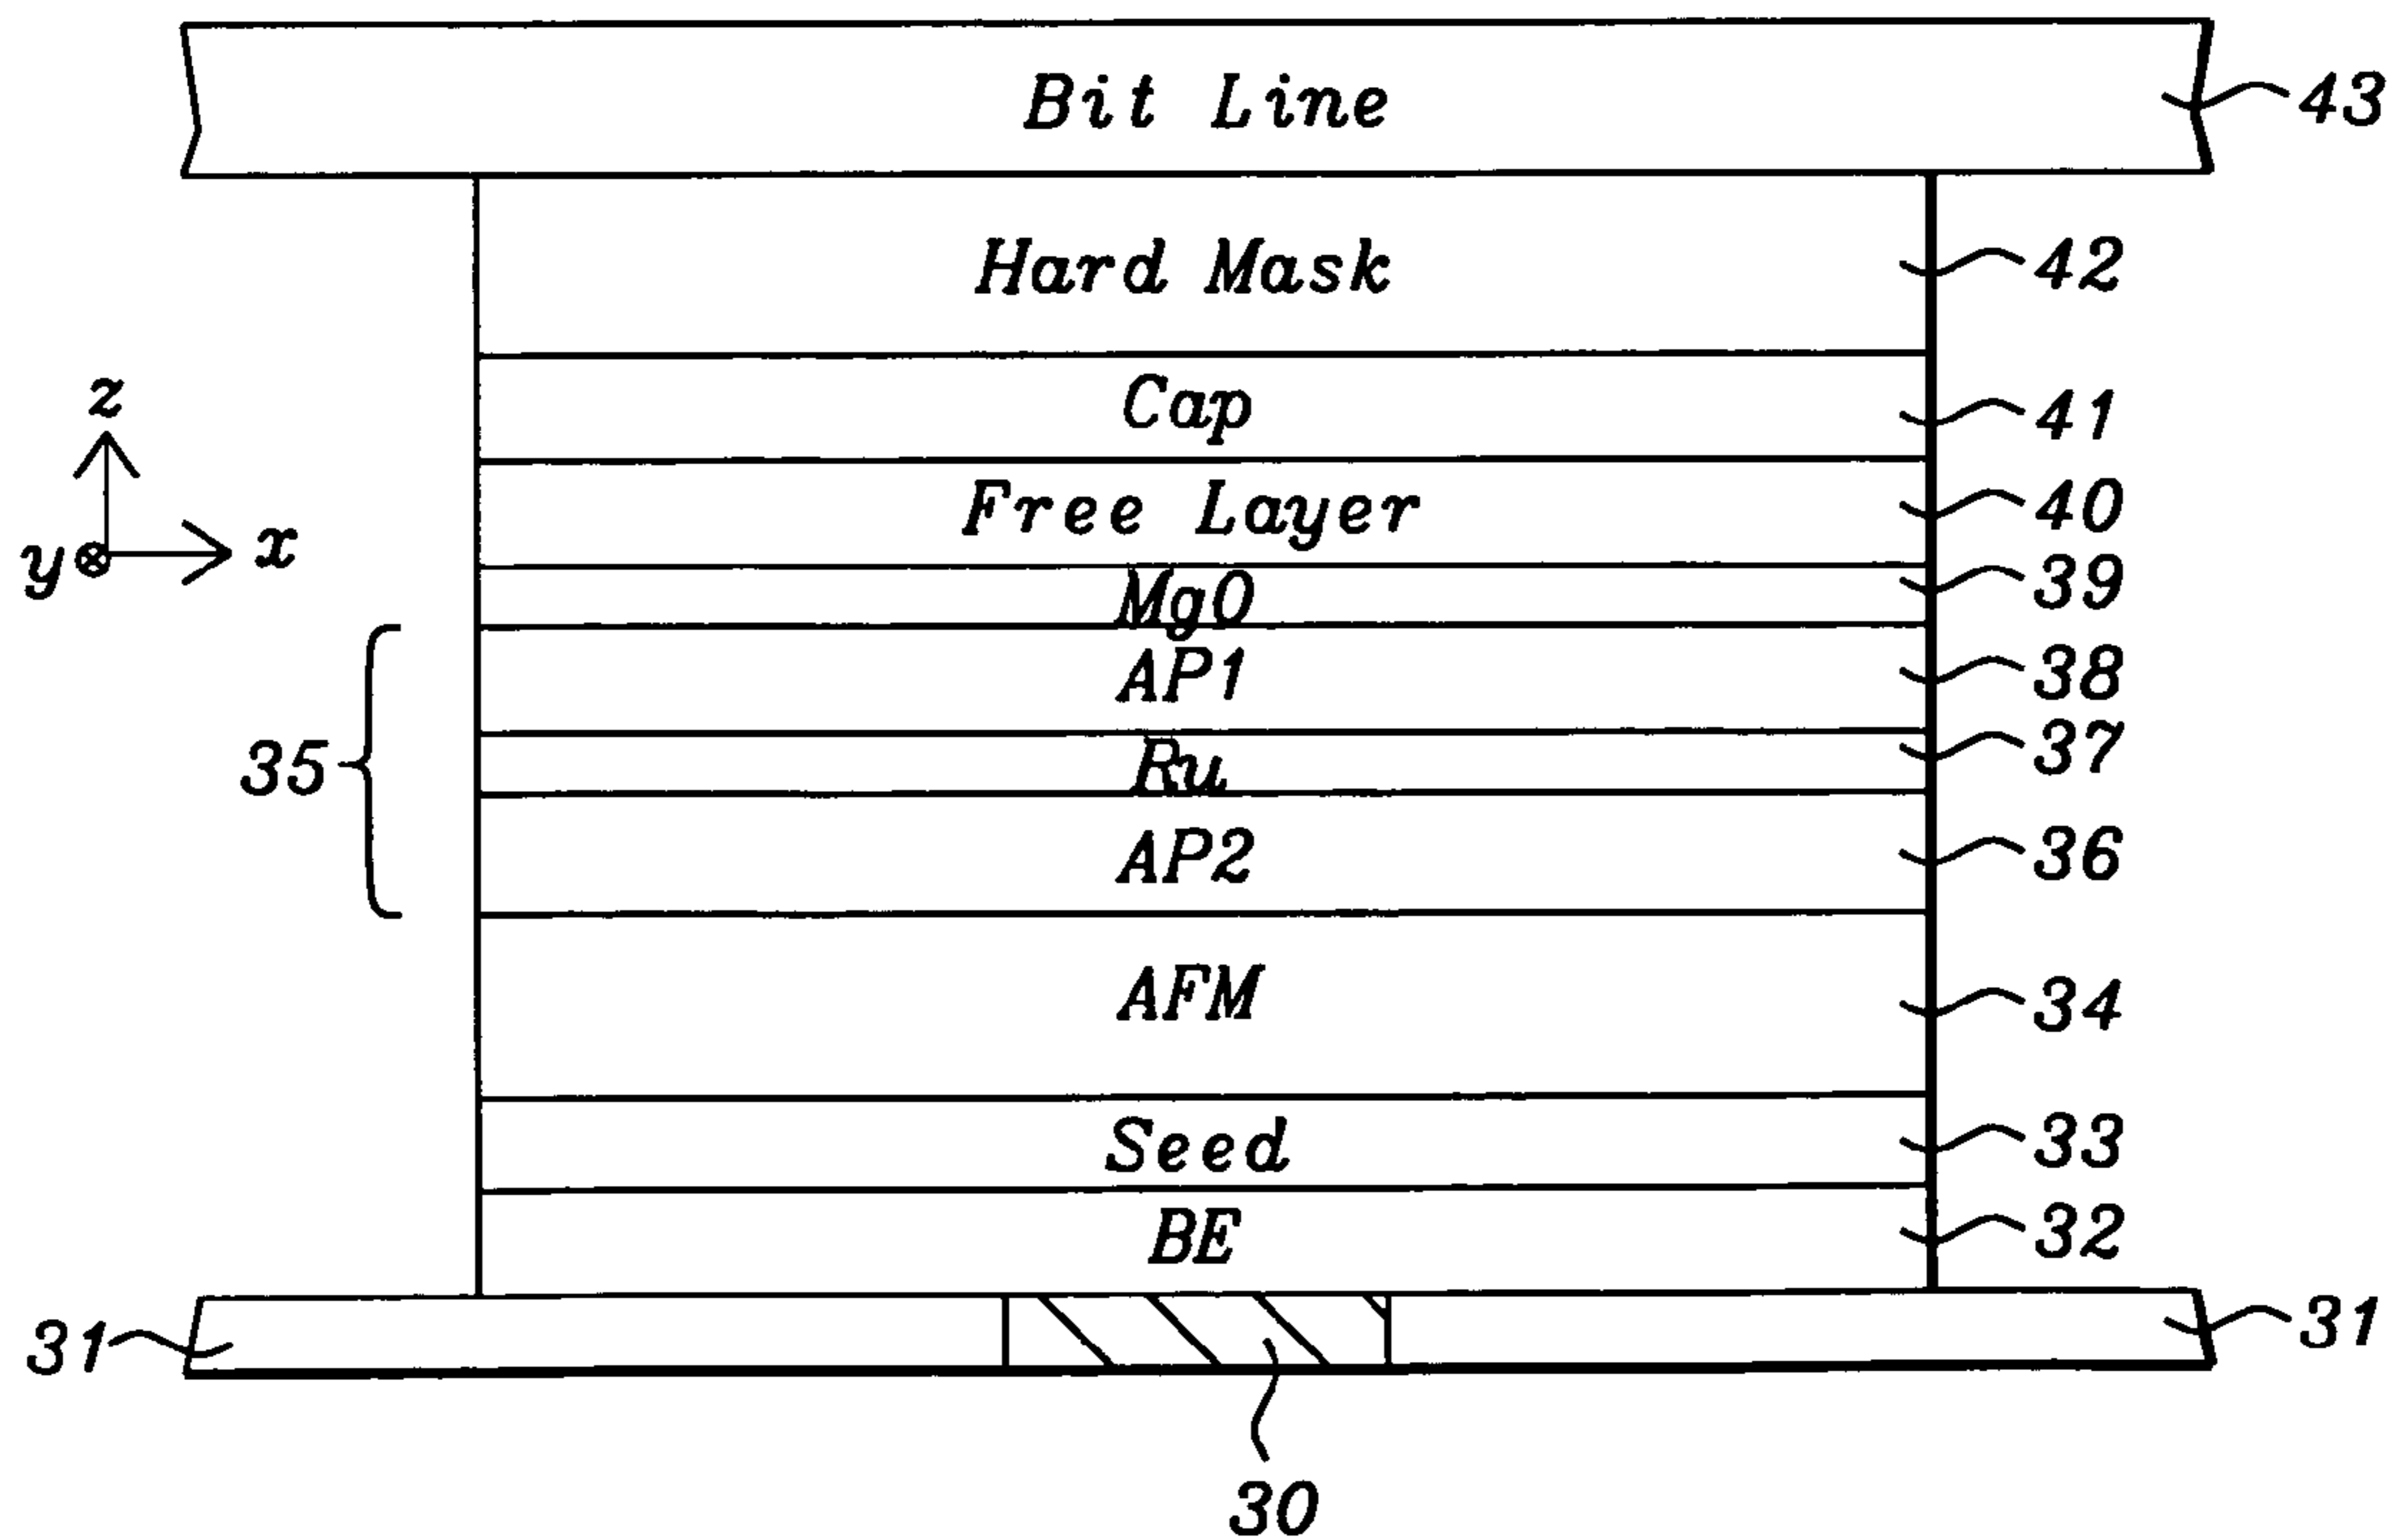 Bit Line 43
Hard Mask 42
Cap 41
z
Free Layer 40
y x
MgO 39
AP1 38
35
Ru 37
AP2 36
AFM 34
Seed 33
BE 32
31 31
30